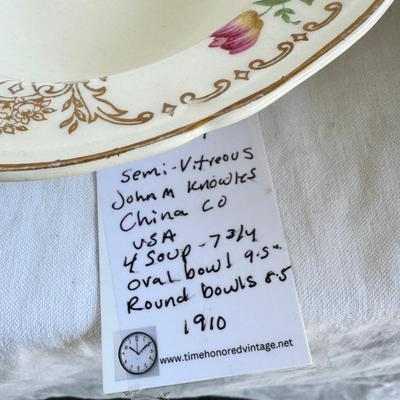 Semi-Vitreous
John M Knowles
China CO
USA
4 Soup - 7 3/4
Oval bowl 9.5"
Round bowls 8.5
1910
www.timehonoredvintage.net